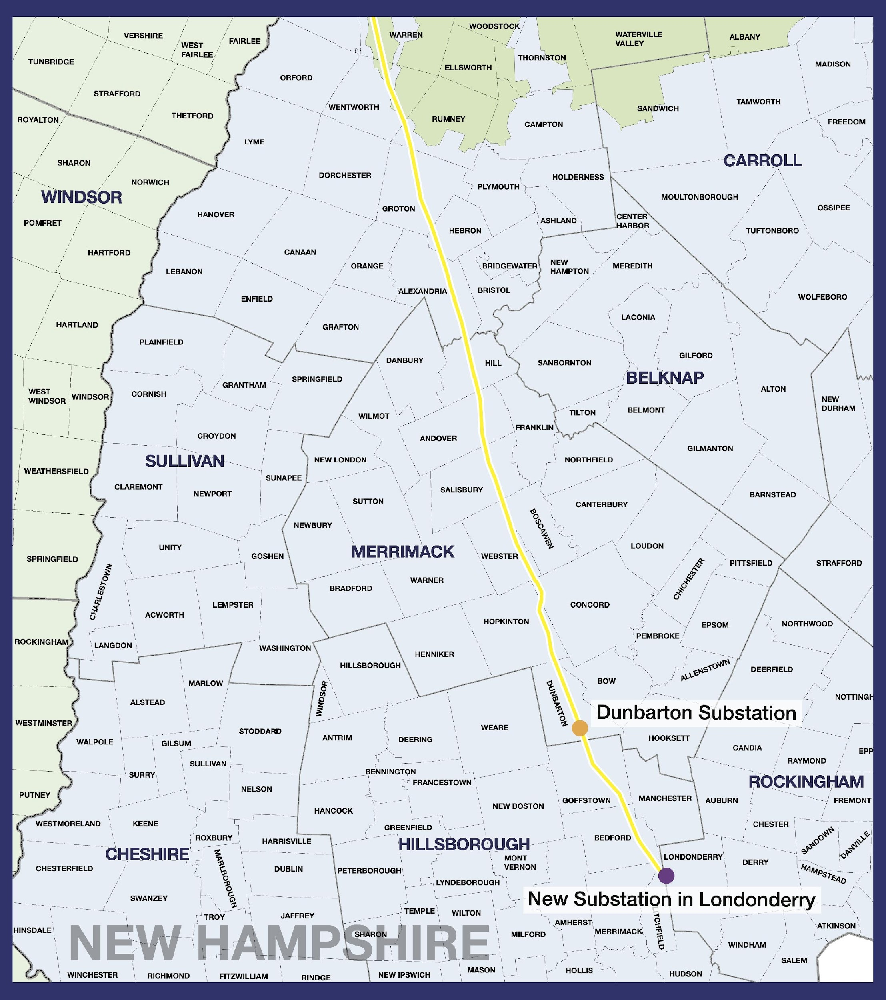 VERSHIRE
WEST
FAIRLEE
FAIRLEE
WARREN
WOODSTOCK
WATERVILLE
VALLEY
ALBANY
TUNBRIDGE
THORNSTON
MADISON
ELLSWORTH
ORFORD
STRAFFORD
WENTWORTH
SANDWICH
TAMWORTH
ROYALTON
THETFORD
RUMNEY
CAMPTON
FREEDOM
LYME
SHARON
CARROLL
NORWICH
DORCHESTER
PLYMOUTH
HOLDERNESS
WINDSOR
MOULTONBOROUGH
HANOVER
GROTON
OSSIPEE
POMFRET
HEBRON
ASHLAND
CENTER
HARBOR
TUFTONBORO
HARTFORD
CANAAN
LEBANON
ORANGE
BRIDGEWATER
NEW
HAMPTON
MEREDITH
ENFIELD
ALEXANDRIA
BRISTOL
WOLFEBORO
HARTLAND
GRAFTON
LACONIA
PLAINFIELD
DANBURY
HILL
SANBORNTON
GILFORD
BELKNAP
WEST
WINDSOR
WINDSOR
CORNISH
GRANTHAM
SPRINGFIELD
ALTON
NEW
DURHAM
WILMOT
TILTON
BELMONT
CROYDON
ANDOVER
FRANKLIN
GILMANTON
SULLIVAN
NEW LONDON
NORTHFIELD
WEATHERSFIELD
SUNAPEE
CLAREMONT
NEWPORT
SALISBURY
BARNSTEAD
SUTTON
CANTERBURY
NEWBURY
BOSCAWEN
UNITY
MERRIMACK
LOUDON
SPRINGFIELD
GOSHEN
WEBSTER
CHICHESTER
PITTSFIELD
STRAFFORD
CHARLESTOWN
BRADFORD
WARNER
ACWORTH
LEMPSTER
CONCORD
HOPKINTON
EPSOM
NORTHWOOD
ROCKINGHAM
LANGDON
WASHINGTON
PEMBROKE
HILLSBOROUGH
HENNIKER
ALLENSTOWN
DEERFIELD
MARLOW
BOW
ALSTEAD
WINDSOR
DUNBARTON
NOTTINGH
Dunbarton Substation
WESTMINSTER
STODDARD
WEARE
WALPOLE
GILSUM
ANTRIM
DEERING
HOOKSETT
CANDIA
EPP
SULLIVAN
RAYMOND
SURRY
BENNINGTON
FRANCESTOWN
ROCKINGHAM
PUTNEY
NELSON
NEW BOSTON
GOFFSTOWN
MANCHESTER
AUBURN
FREMONT
HANCOCK
WESTMORELAND
KEENE
GREENFIELD
CHESTER
ROXBURY
HARRISVILLE
HILLSBOROUGH
BEDFORD
SANDOWN
DANVILLE
CHESHIRE
MARLBOROUGH
MONT
VERNON
LONDONDERRY
DERRY
CHESTERFIELD
DUBLIN
PETERBOROUGH
HAMPSTEAD
LYNDEBOROUGH
SWANZEY
New Substation in Londonderry
TROY
JAFFREY
TEMPLE
WILTON
HINSDALE
NEW HAMPSHIRE
SHARON
MILFORD
AMHERST
MERRIMACK
LITCHFIELD
ATKINSON
WINDHAM
SALEM
WINCHESTER
RICHMOND
FITZWILLIAM
RINDGE
NEW IPSWICH
MASON
HOLLIS
HUDSON